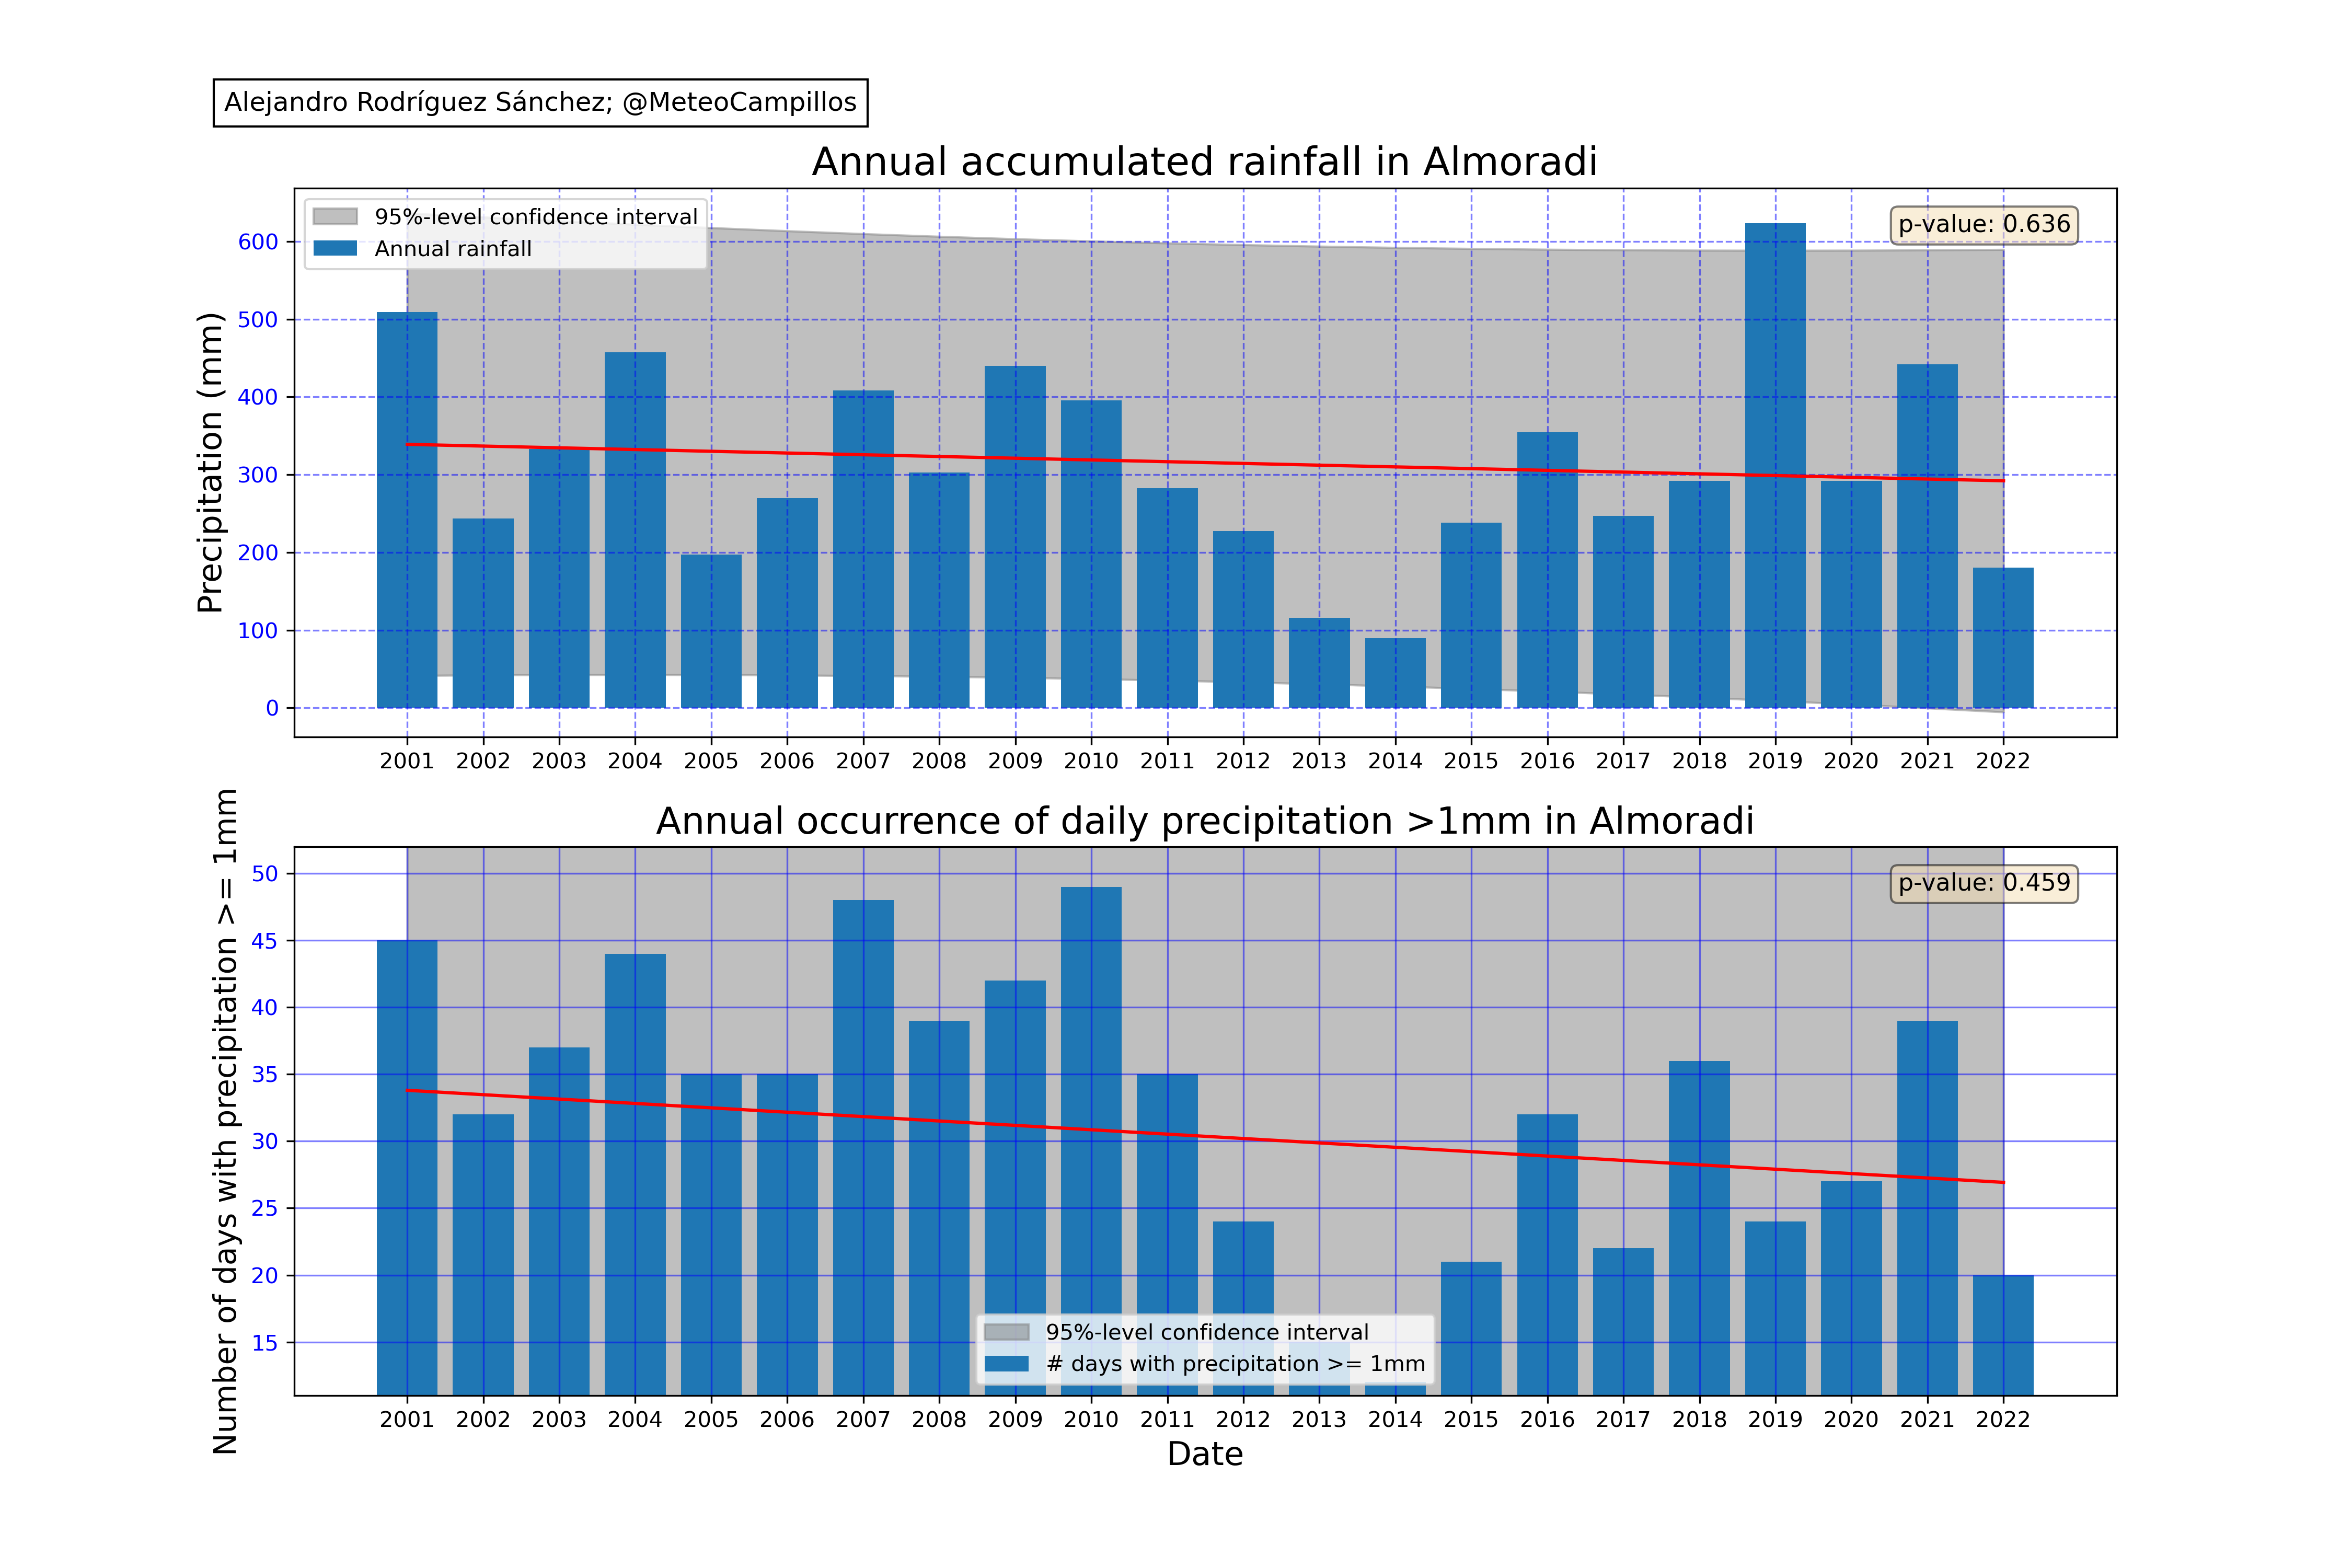 Alejandro Rodríguez Sánchez; @MeteoCampillos
Annual accumulated rainfall in Almoradi
95%-level confidence interval
Annual rainfall
p-value: 0.636
Precipitation (mm)
600
500
400
300
200
100
0
2001 2002 2003 2004 2005 2006 2007 2008 2009 2010 2011 2012 2013 2014 2015 2016 2017 2018 2019 2020 2021 2022
Annual occurrence of daily precipitation >1mm in Almoradi
p-value: 0.459
Number of days with precipitation >= 1mm
50
45
40
35
30
25
20
15
95%-level confidence interval
# days with precipitation >= 1mm
2001 2002 2003 2004 2005 2006 2007 2008 2009 2010 2011 2012 2013 2014 2015 2016 2017 2018 2019 2020 2021 2022
Date